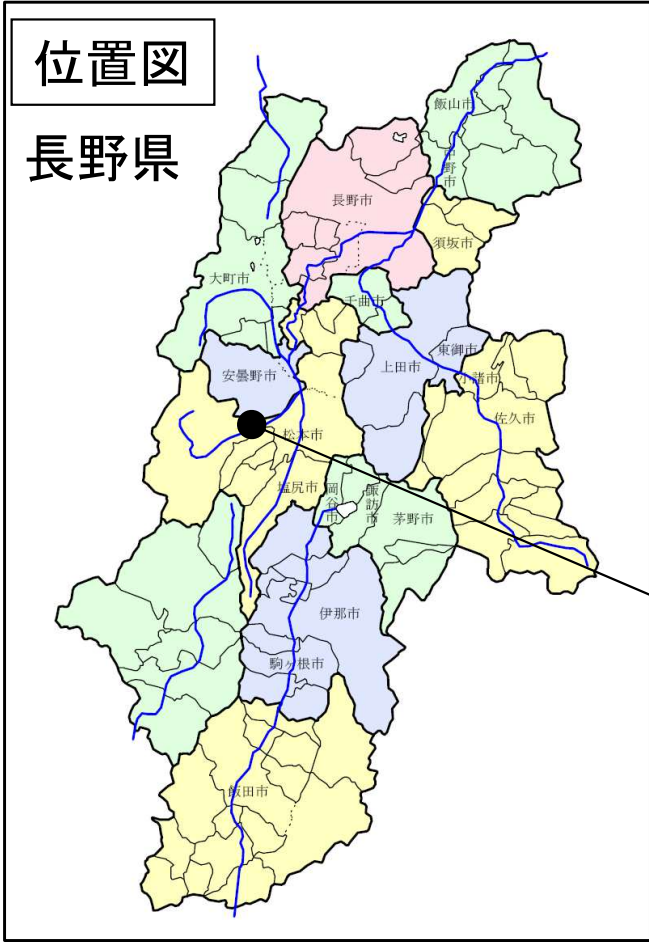 位置図
長野県
飯山市
中野市
長野市
須坂市
大町市
千曲市
東御市
上田市
小諸市
安曇野市
佐久市
松本市
塩尻市
岡谷市
諏訪市
茅野市
伊那市
駒ヶ根市
飯田市